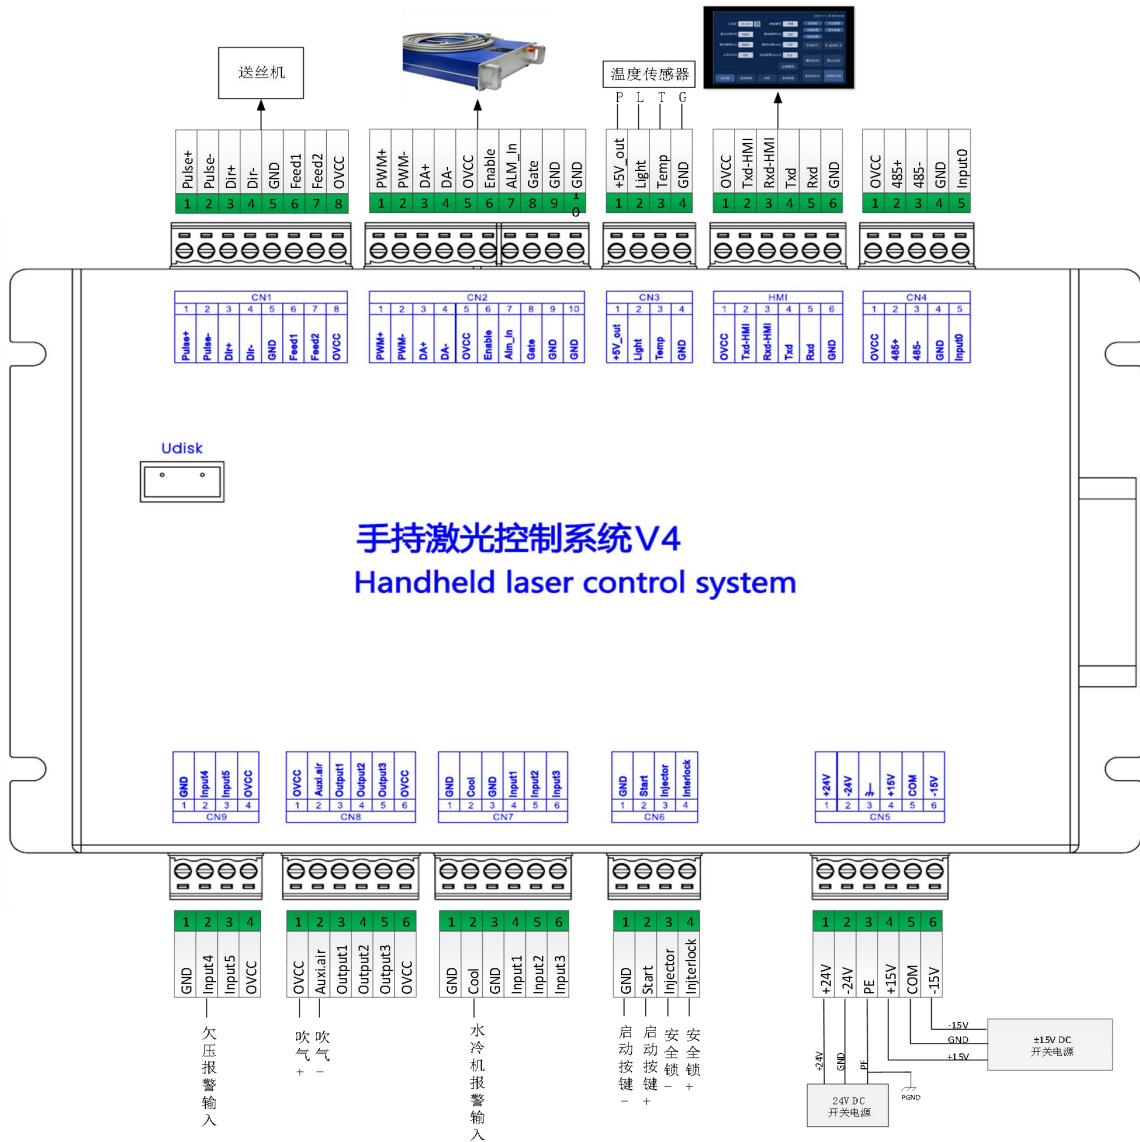 送丝机
温度传感器
P L T G
Pulse+ Pulse- Dir+ Dir- GND Feed1 Feed2 OVCC
1 2 3 4 5 6 7 8
PWM+ PWM- DA+ DA- OVCC Enable ALM_In Gate GND GND
1 2 3 4 5 6 7 8 9 10
+5V_out Light Temp GND
1 2 3 4
OVCC Txd-HMI Rxd-HMI Txd Rxd GND
1 2 3 4 5 6
OVCC 485+ 485- GND Input0
1 2 3 4 5
CN1
1 2 3 4 5 6 7 8
Pulse+ Pulse- Dir+ Dir- GND Feed1 Feed2 OVCC
CN2
1 2 3 4 5 6 7 8 9 10
PWM+ PWM- DA+ DA- OVCC Enable Alm_In Gate GND GND
CN3
1 2 3 4
+5V_out Light Temp GND
HMI
1 2 3 4 5 6
OVCC Txd-HMI Rxd-HMI Txd Rxd GND
CN4
1 2 3 4 5
OVCC 485+ 485- GND Input0
Udisk
手持激光控制系统V4
Handheld laser control system
GND Input4 Input5 OVCC
1 2 3 4
CN9
OVCC Auxi.air Output1 Output2 Output3 OVCC
1 2 3 4 5 6
CN8
GND Cool GND Input1 Input2 Input3
1 2 3 4 5 6
CN7
GND Start Injector Interlock
1 2 3 4
CN6
+24V -24V +15V COM -15V
1 2 3 4 5 6
CN5
1 2 3 4
GND Input4 Input5 OVCC
1 2 3 4 5 6
OVCC Auxi.air Output1 Output2 Output3 OVCC
1 2 3 4 5 6
GND Cool GND Input1 Input2 Input3
1 2 3 4
GND Start Injector Injterlock
1 2 3 4 5 6
+24V -24V PE +15V COM -15V
欠压报警输入
吹气+
吹气-
水冷机报警输入
启动按键-
启动按键+
安全锁-
安全锁+
+24V GND PE
-15V
GND
+15V
±15V DC
开关电源
PGND
24V DC
开关电源